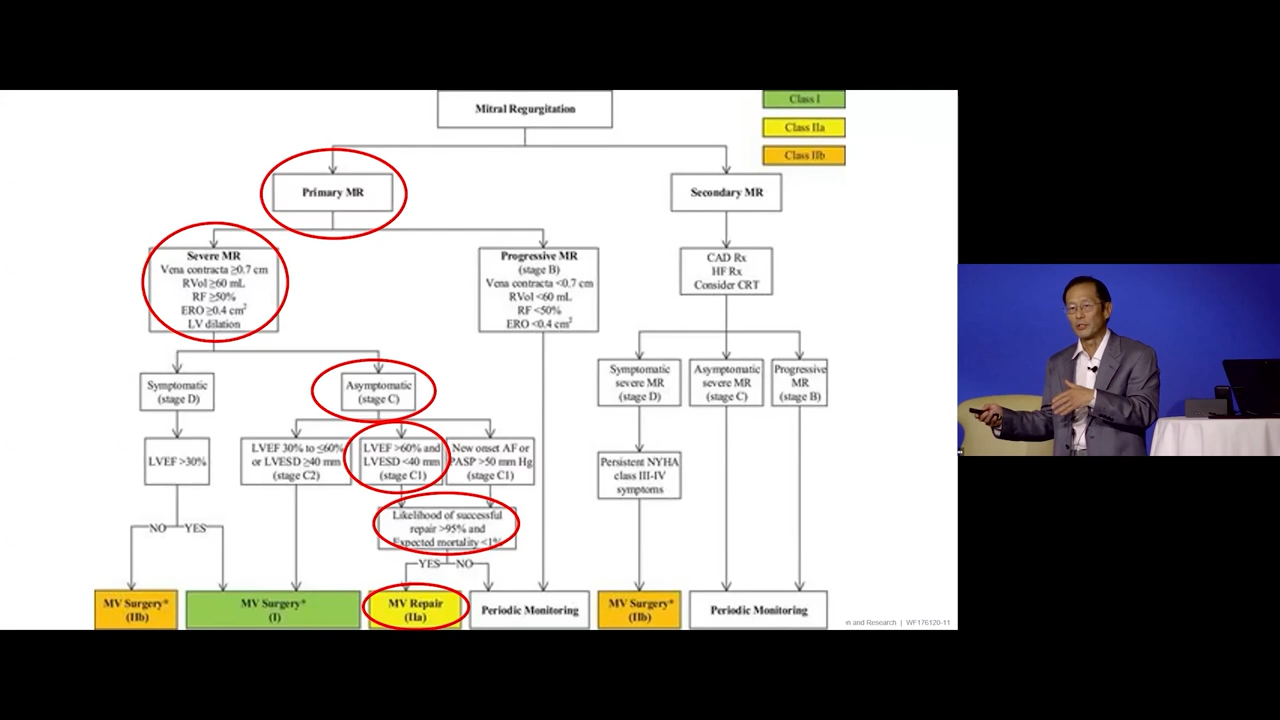 Mitral Regurgitation
Class I
Class IIa
Class IIb
Primary MR
Secondary MR
Severe MR
Vena contracta ≥0.7 cm
RVol ≥60 mL
RF ≥50%
ERO ≥0.4 cm²
LV dilation
Progressive MR
(stage B)
Vena contracta <0.7 cm
RVol <60 mL
RF <50%
ERO <0.4 cm²
CAD Rx
HF Rx
Consider CRT
Symptomatic
(stage D)
Asymptomatic
(stage C)
Symptomatic
severe MR
(stage D)
Asymptomatic
severe MR
(stage C)
Progressive
MR
(stage B)
LVEF >30%
LVEF 30% to ≤60%
or LVESD ≥40 mm
(stage C2)
LVEF >60% and
LVESD <40 mm
(stage C1)
New onset AF or
PASP >50 mm Hg
(stage C1)
Persistent NYHA
class III-IV
symptoms
Likelihood of successful
repair >95% and
Expected mortality <1%
NO YES
YES NO
MV Surgery*
(IIb)
MV Surgery*
(I)
MV Repair
(IIa)
Periodic Monitoring
MV Surgery*
(IIb)
Periodic Monitoring
and Research | WF176120-11